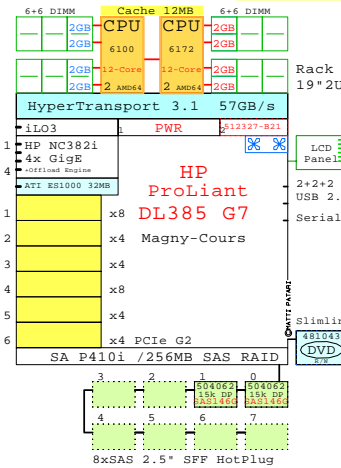 6+6 DIMM Cache 12MB 6+6 DIMM
2GB CPU CPU 2GB
2GB 6100 6172 2GB
2GB 12-Core 12-Core 2GB
2GB 2 AMD64 2 AMD64 2GB
Rack
19"2U
HyperTransport 3.1 57GB/s
iLO3 1 PWR 2 512327-B21
1 HP NC382i
4x GigE
4 +Offload Engine
ATI ES1000 32MB
LCD
Panel
HP
ProLiant
DL385 G7
Magny-Cours
2+2+2
USB 2.
Serial
1 x8
2 x4
3 x4
4 x8
5 x4
6 x4 PCIe G2
©MATTI PATARI
Slimlin
481043
DVD
R/W
SA P410i /256MB SAS RAID
3 2 1 0
504062 504062
15k DP 15k DP
SAS146G SAS146G
4 5 6 7
8xSAS 2.5" SFF HotPlug